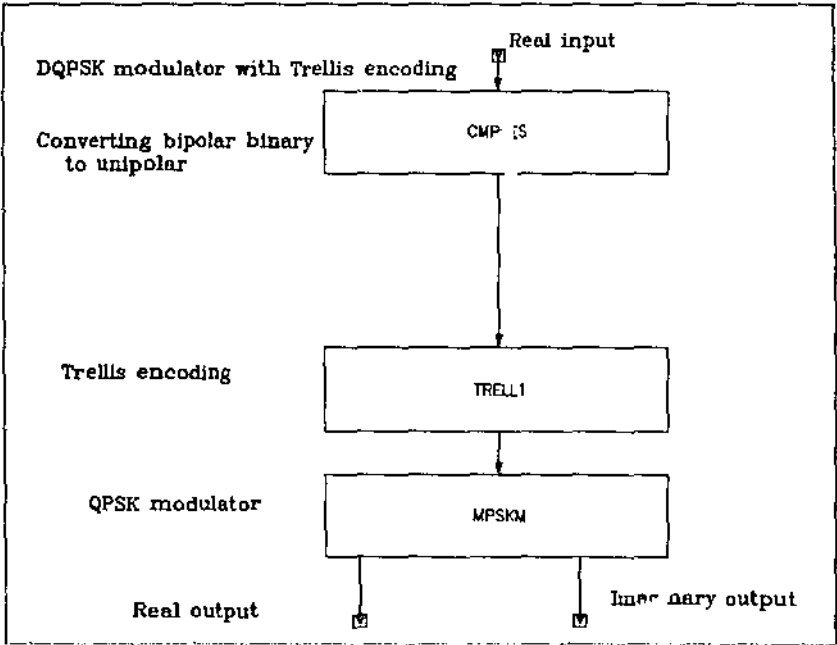 Real input
DQPSK modulator with Trellis encoding
Converting bipolar binary
to unipolar
Trellis encoding
TRELL1
QPSK modulator
MPSKM
Real output
output